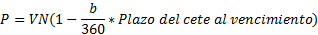 P = VN(1 − b/360 * Plazo del cete al vencimiento)